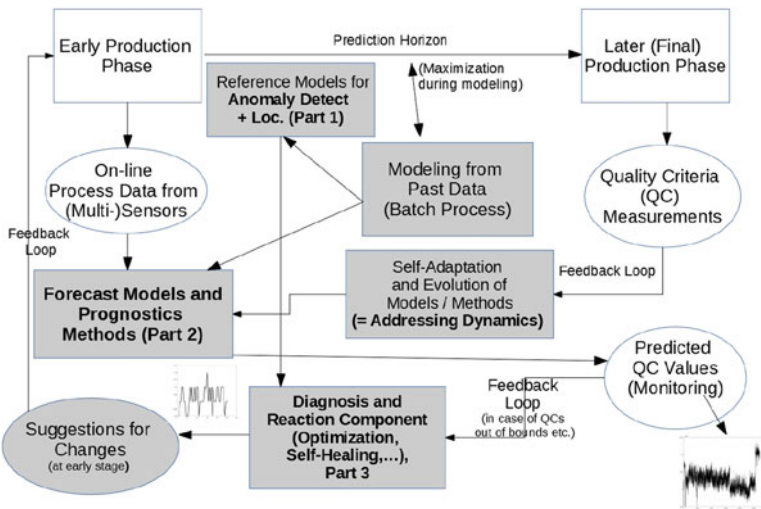 Early Production
Phase
Prediction Horizon
Later (Final)
Production Phase
(Maximization
during modeling)
Reference Models for
Anomaly Detect
+ Loc. (Part 1)
Modeling from
Past Data
(Batch Process)
On-line
Process Data from
(Multi-)Sensors
Quality Criteria
(QC)
Measurements
Feedback
Loop
Self-Adaptation
and Evolution of
Models / Methods
(= Addressing Dynamics)
Feedback Loop
Forecast Models and
Prognostics
Methods (Part 2)
Predicted
QC Values
(Monitoring)
Feedback
Loop
(in case of QCs
out of bounds etc.)
Diagnosis and
Reaction Component
(Optimization,
Self-Healing,…),
Part 3
Suggestions for
Changes
(at early stage)